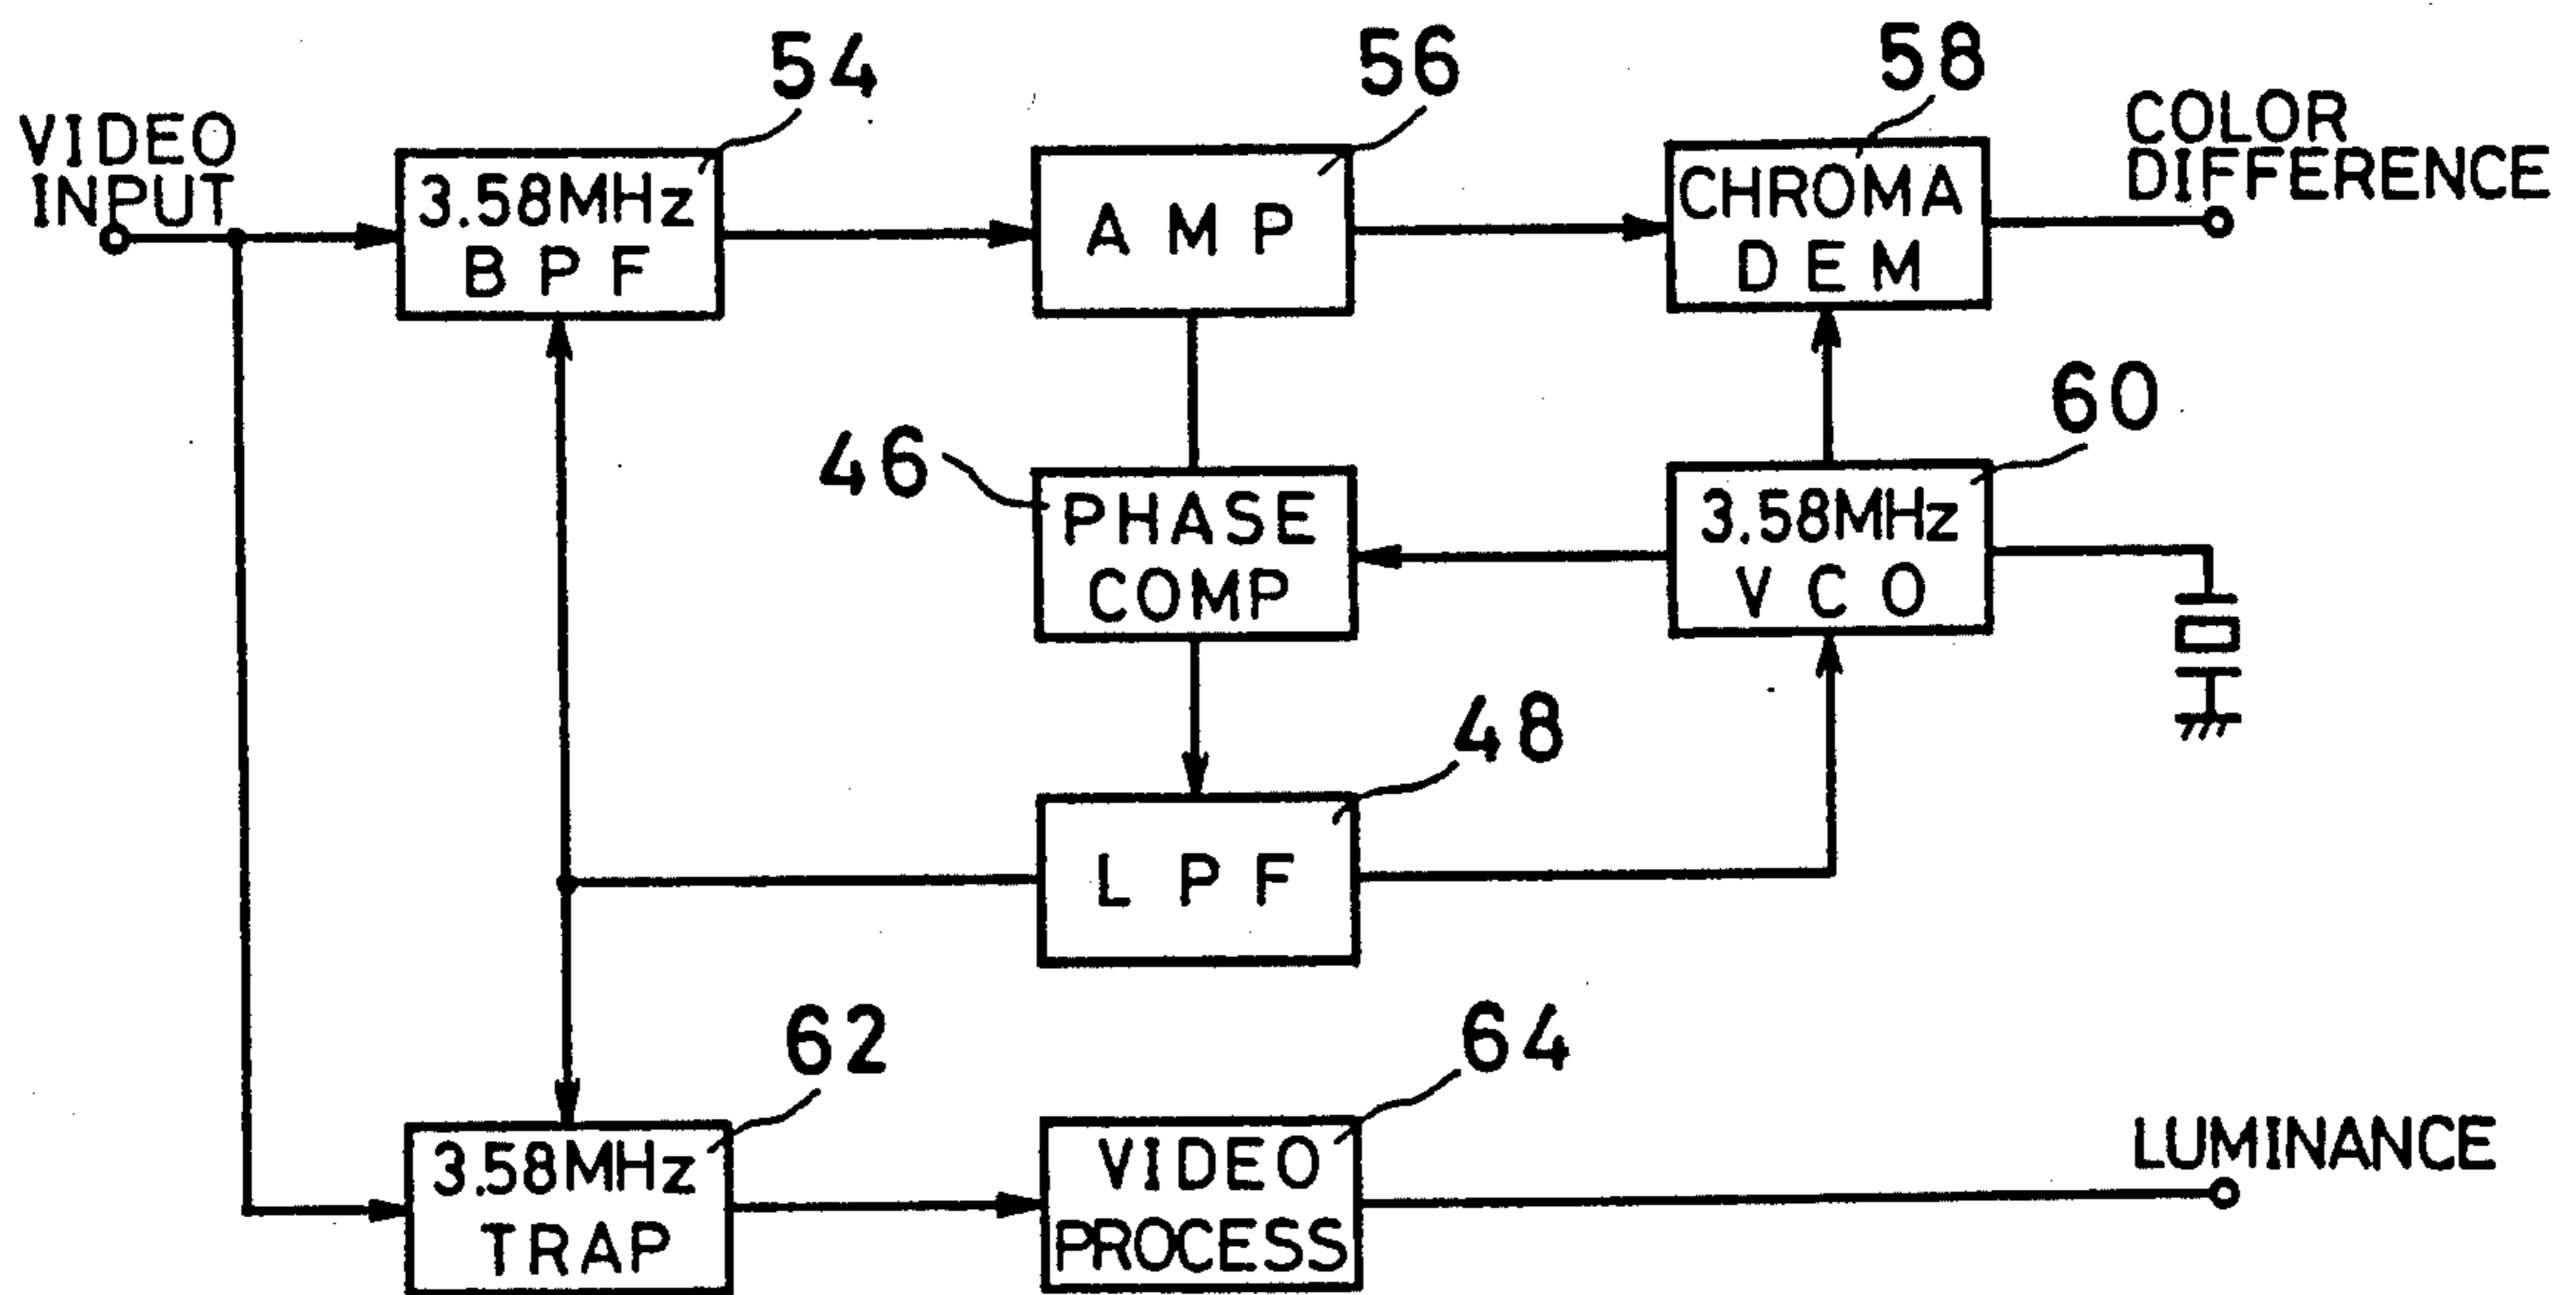 54
56
58
VIDEO
INPUT
COLOR
DIFFERENCE
3.58MHz
BPF
AMP
CHROMA
DEM
46
60
PHASE
COMP
3.58MHz
VCO
48
LPF
62
64
3.58MHz
TRAP
VIDEO
PROCESS
LUMINANCE